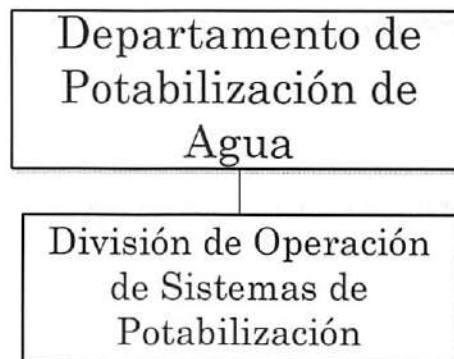 Departamento de
Potabilización de
Agua
División de Operación
de Sistemas de
Potabilización